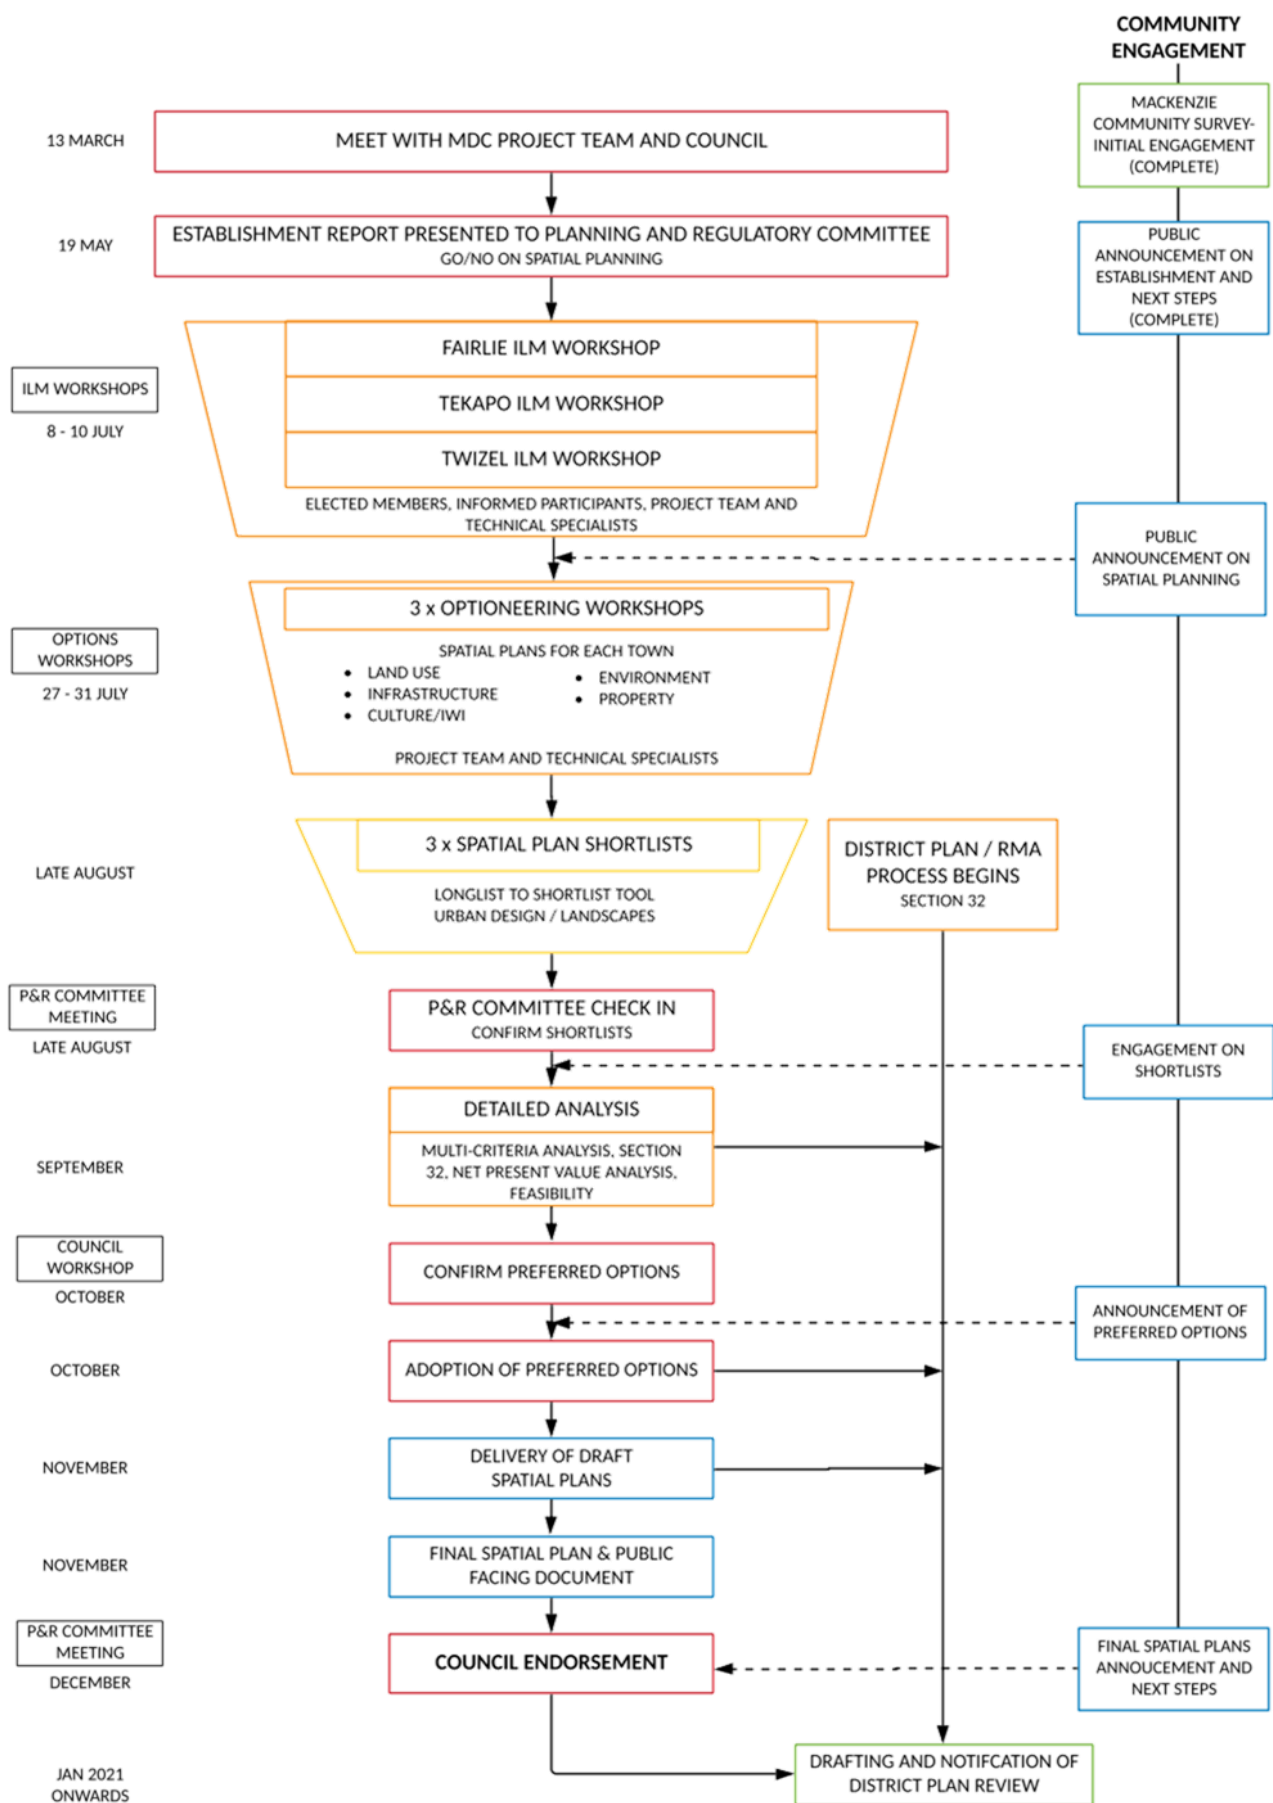 COMMUNITY
ENGAGEMENT
MACKENZIE
COMMUNITY SURVEY-
INITIAL ENGAGEMENT
(COMPLETE)
13 MARCH
MEET WITH MDC PROJECT TEAM AND COUNCIL
19 MAY
ESTABLISHMENT REPORT PRESENTED TO PLANNING AND REGULATORY COMMITTEE
GO/NO ON SPATIAL PLANNING
PUBLIC
ANNOUNCEMENT ON
ESTABLISHMENT AND
NEXT STEPS
(COMPLETE)
ILM WORKSHOPS
8 - 10 JULY
FAIRLIE ILM WORKSHOP
TEKAPO ILM WORKSHOP
TWIZEL ILM WORKSHOP
ELECTED MEMBERS, INFORMED PARTICIPANTS, PROJECT TEAM AND
TECHNICAL SPECIALISTS
PUBLIC
ANNOUNCEMENT ON
SPATIAL PLANNING
OPTIONS
WORKSHOPS
27 - 31 JULY
3 x OPTIONEERING WORKSHOPS
SPATIAL PLANS FOR EACH TOWN
• LAND USE
• INFRASTRUCTURE
• CULTURE/IWI
• ENVIRONMENT
• PROPERTY
PROJECT TEAM AND TECHNICAL SPECIALISTS
LATE AUGUST
3 x SPATIAL PLAN SHORTLISTS
LONGLIST TO SHORTLIST TOOL
URBAN DESIGN / LANDSCAPES
DISTRICT PLAN / RMA
PROCESS BEGINS
SECTION 32
P&R COMMITTEE
MEETING
LATE AUGUST
P&R COMMITTEE CHECK IN
CONFIRM SHORTLISTS
ENGAGEMENT ON
SHORTLISTS
SEPTEMBER
DETAILED ANALYSIS
MULTI-CRITERIA ANALYSIS, SECTION
32, NET PRESENT VALUE ANALYSIS,
FEASIBILITY
COUNCIL
WORKSHOP
OCTOBER
CONFIRM PREFERRED OPTIONS
ANNOUNCEMENT OF
PREFERRED OPTIONS
OCTOBER
ADOPTION OF PREFERRED OPTIONS
NOVEMBER
DELIVERY OF DRAFT
SPATIAL PLANS
NOVEMBER
FINAL SPATIAL PLAN & PUBLIC
FACING DOCUMENT
P&R COMMITTEE
MEETING
DECEMBER
COUNCIL ENDORSEMENT
FINAL SPATIAL PLANS
ANNOUCEMENT AND
NEXT STEPS
JAN 2021
ONWARDS
DRAFTING AND NOTIFCATION OF
DISTRICT PLAN REVIEW